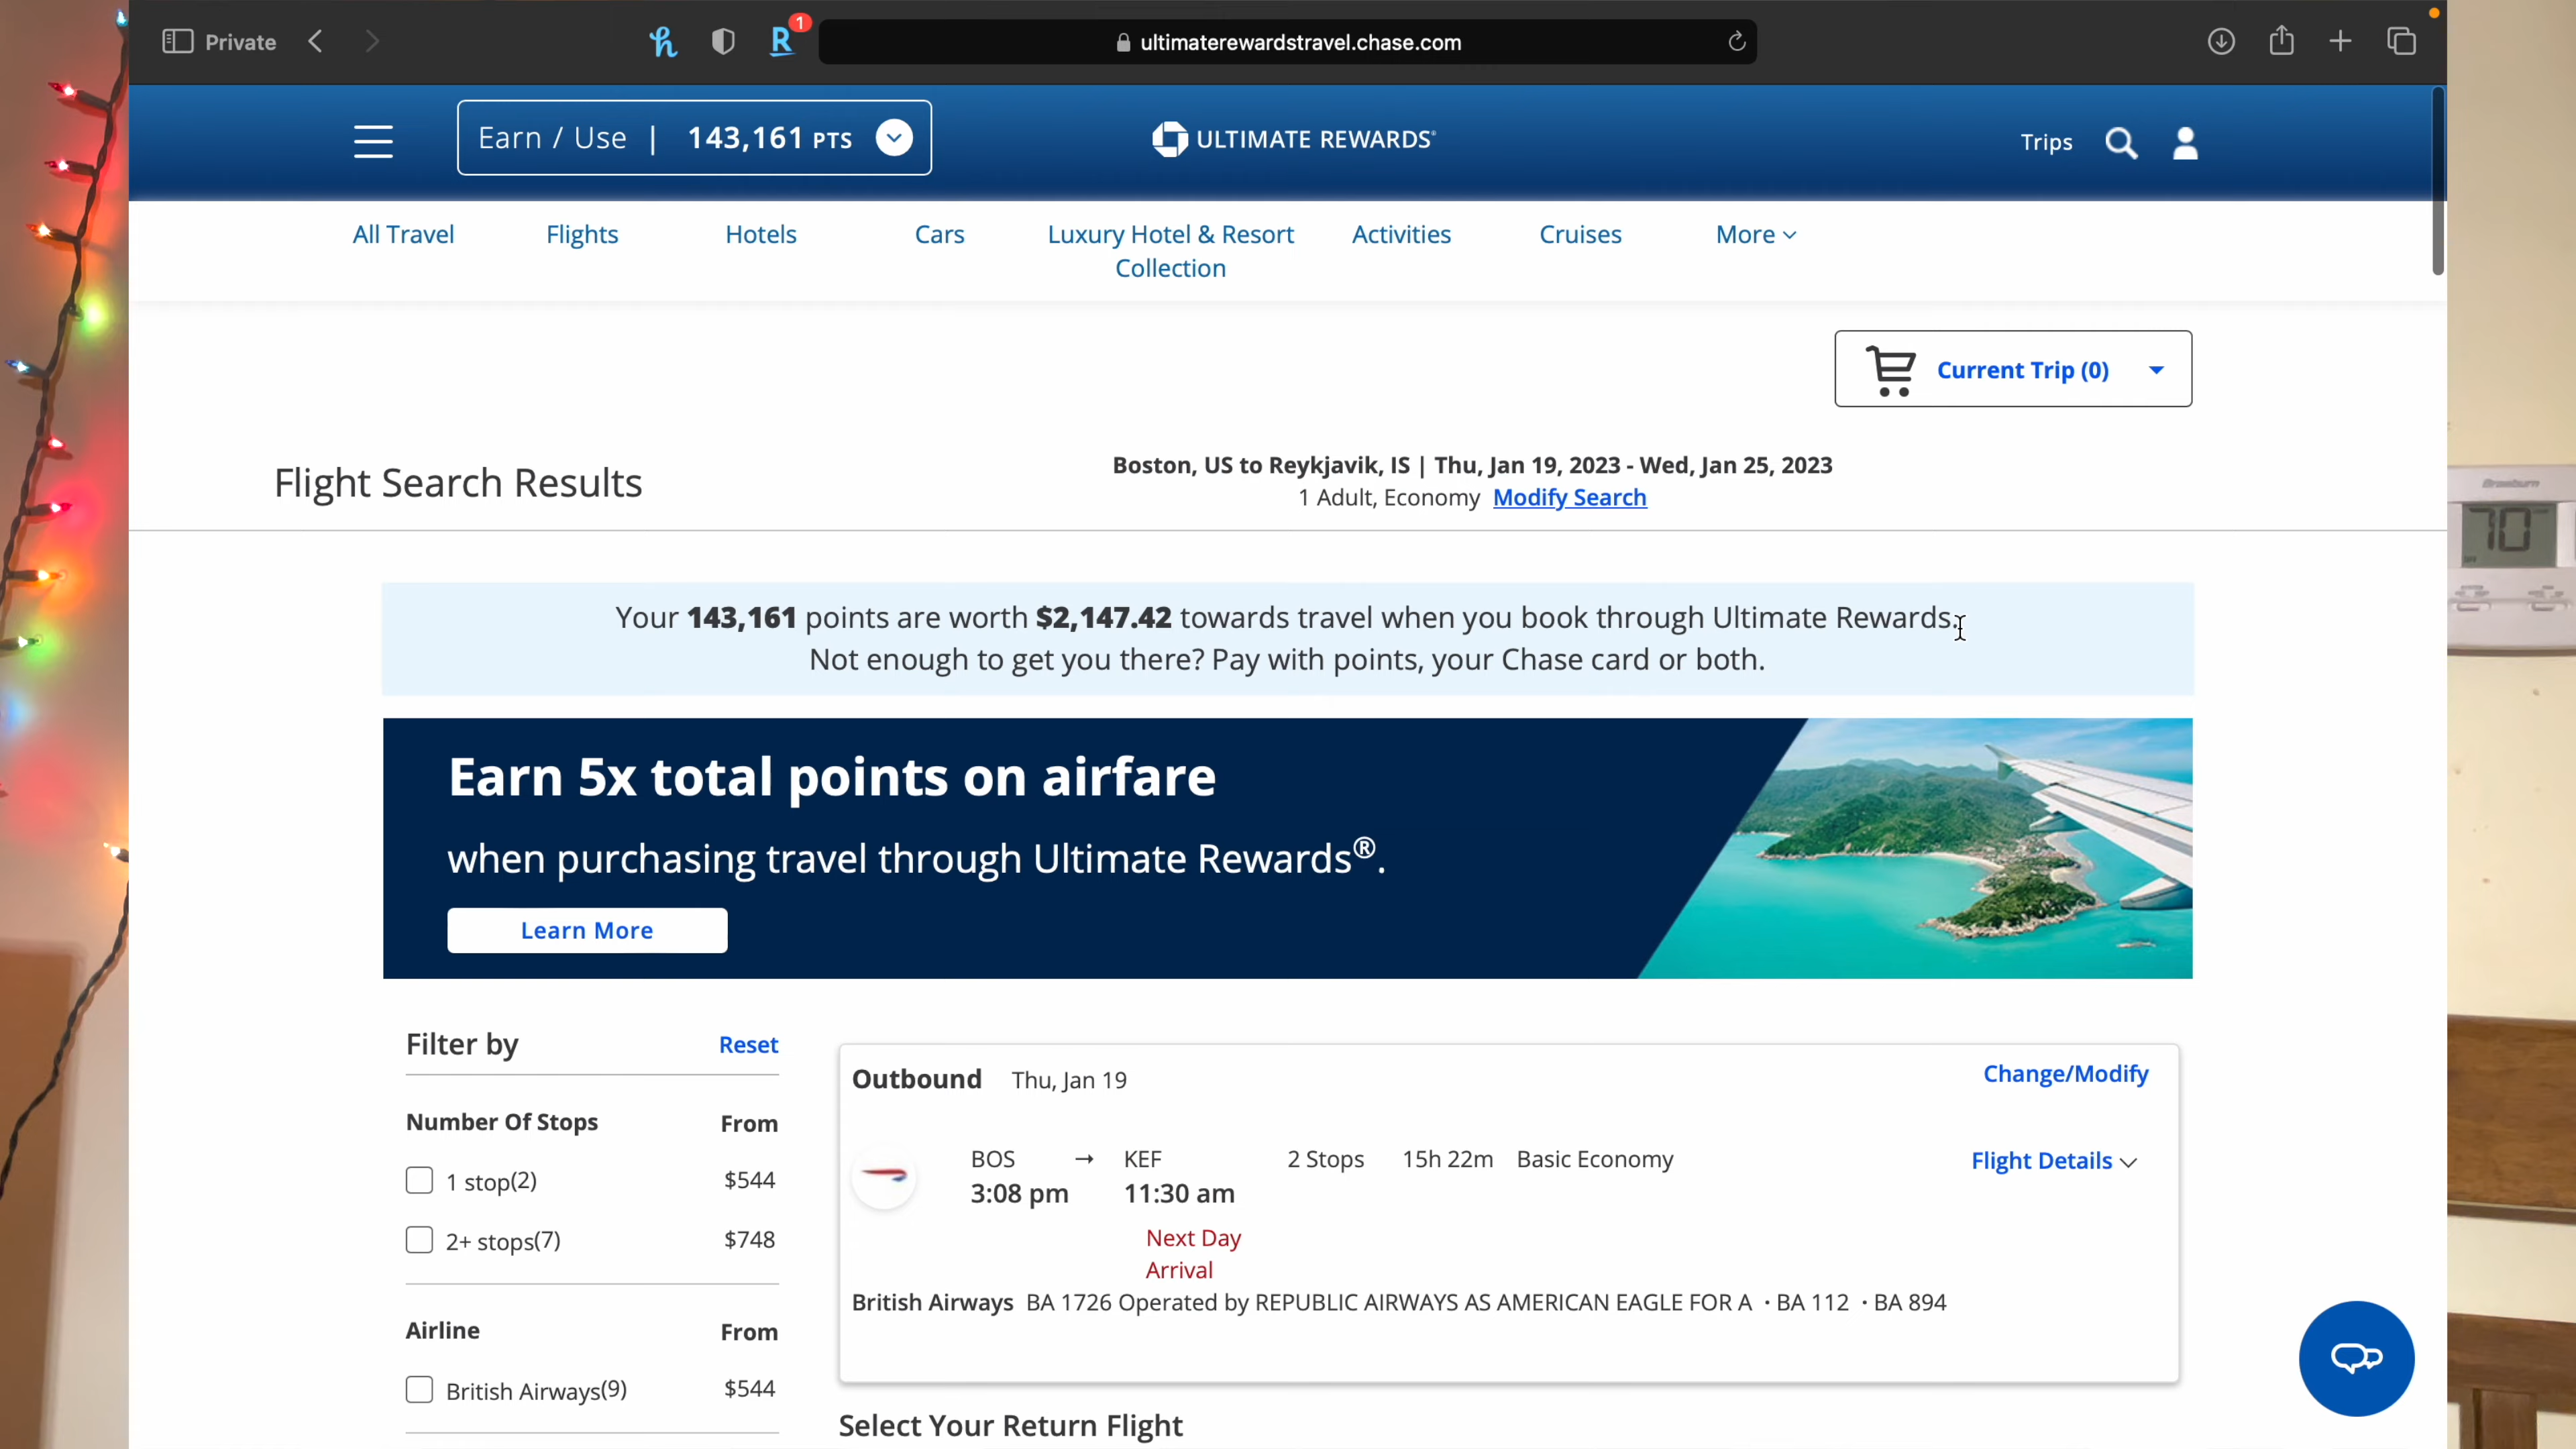 Private
1
ultimaterewardstravel.chase.com
Earn / Use | 143,161 PTS
ULTIMATE REWARDS®
Trips
All Travel
Flights
Hotels
Cars
Luxury Hotel & Resort
Collection
Activities
Cruises
More
Current Trip (0)
Flight Search Results
Boston, US to Reykjavik, IS | Thu, Jan 19, 2023 - Wed, Jan 25, 2023
1 Adult, Economy Modify Search
Your 143,161 points are worth $2,147.42 towards travel when you book through Ultimate Rewards.
Not enough to get you there? Pay with points, your Chase card or both.
Earn 5x total points on airfare
when purchasing travel through Ultimate Rewards®.
Learn More
Filter by Reset
Number Of Stops From
1 stop(2) $544
2+ stops(7) $748
Airline From
British Airways(9) $544
Outbound Thu, Jan 19 Change/Modify
BOS → KEF 2 Stops 15h 22m Basic Economy Flight Details
3:08 pm 11:30 am
Next Day
Arrival
British Airways BA 1726 Operated by REPUBLIC AIRWAYS AS AMERICAN EAGLE FOR A • BA 112 • BA 894
Select Your Return Flight
Braeburn
70